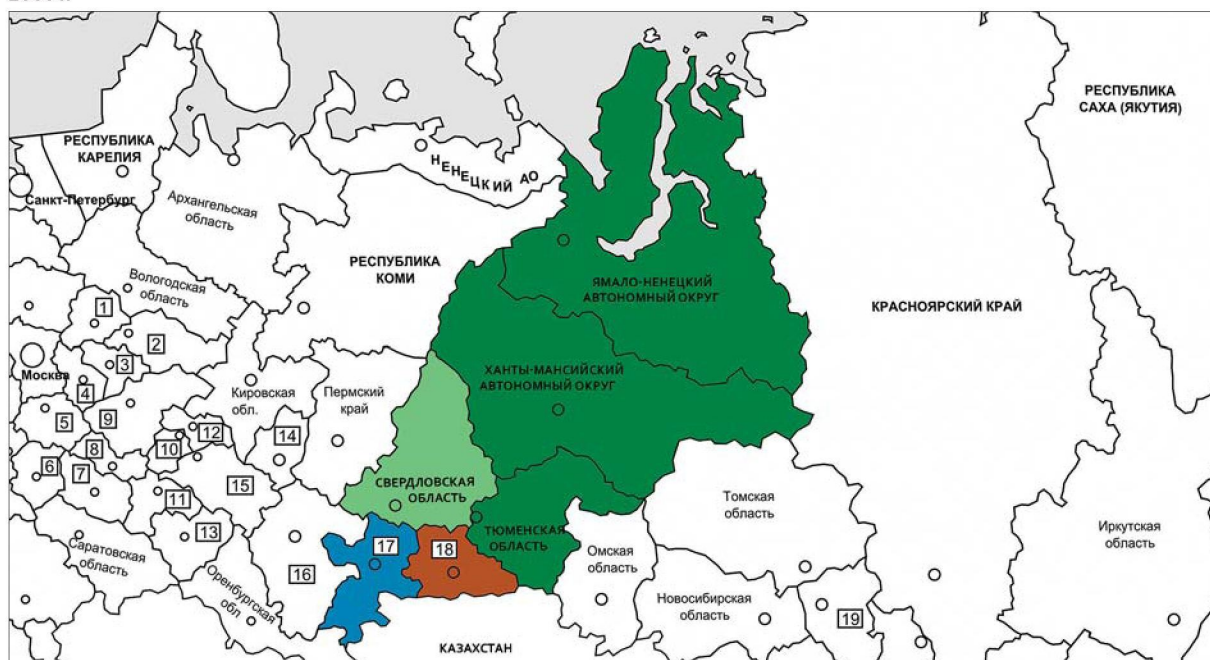 РЕСПУБЛИКА
САХА (ЯКУТИЯ)
РЕСПУБЛИКА
КАРЕЛИЯ
НЕНЕЦКИЙ АО
Санкт-Петербург
Архангельская
область
РЕСПУБЛИКА
КОМИ
Вологодская
область
ЯМАЛО-НЕНЕЦКИЙ
АВТОНОМНЫЙ ОКРУГ
КРАСНОЯРСКИЙ КРАЙ
1
2
3
Москва
4
ХАНТЫ-МАНСИЙСКИЙ
АВТОНОМНЫЙ ОКРУГ
Кировская
обл.
Пермский
край
5
9
12
14
8
10
6
7
15
11
СВЕРДЛОВСКАЯ
ОБЛАСТЬ
Томская
область
13
Саратовская
область
ТЮМЕНСКАЯ
ОБЛАСТЬ
Иркутская
область
17
18
Омская
область
16
Оренбургская
обл
Новосибирская
область
19
КАЗАХСТАН